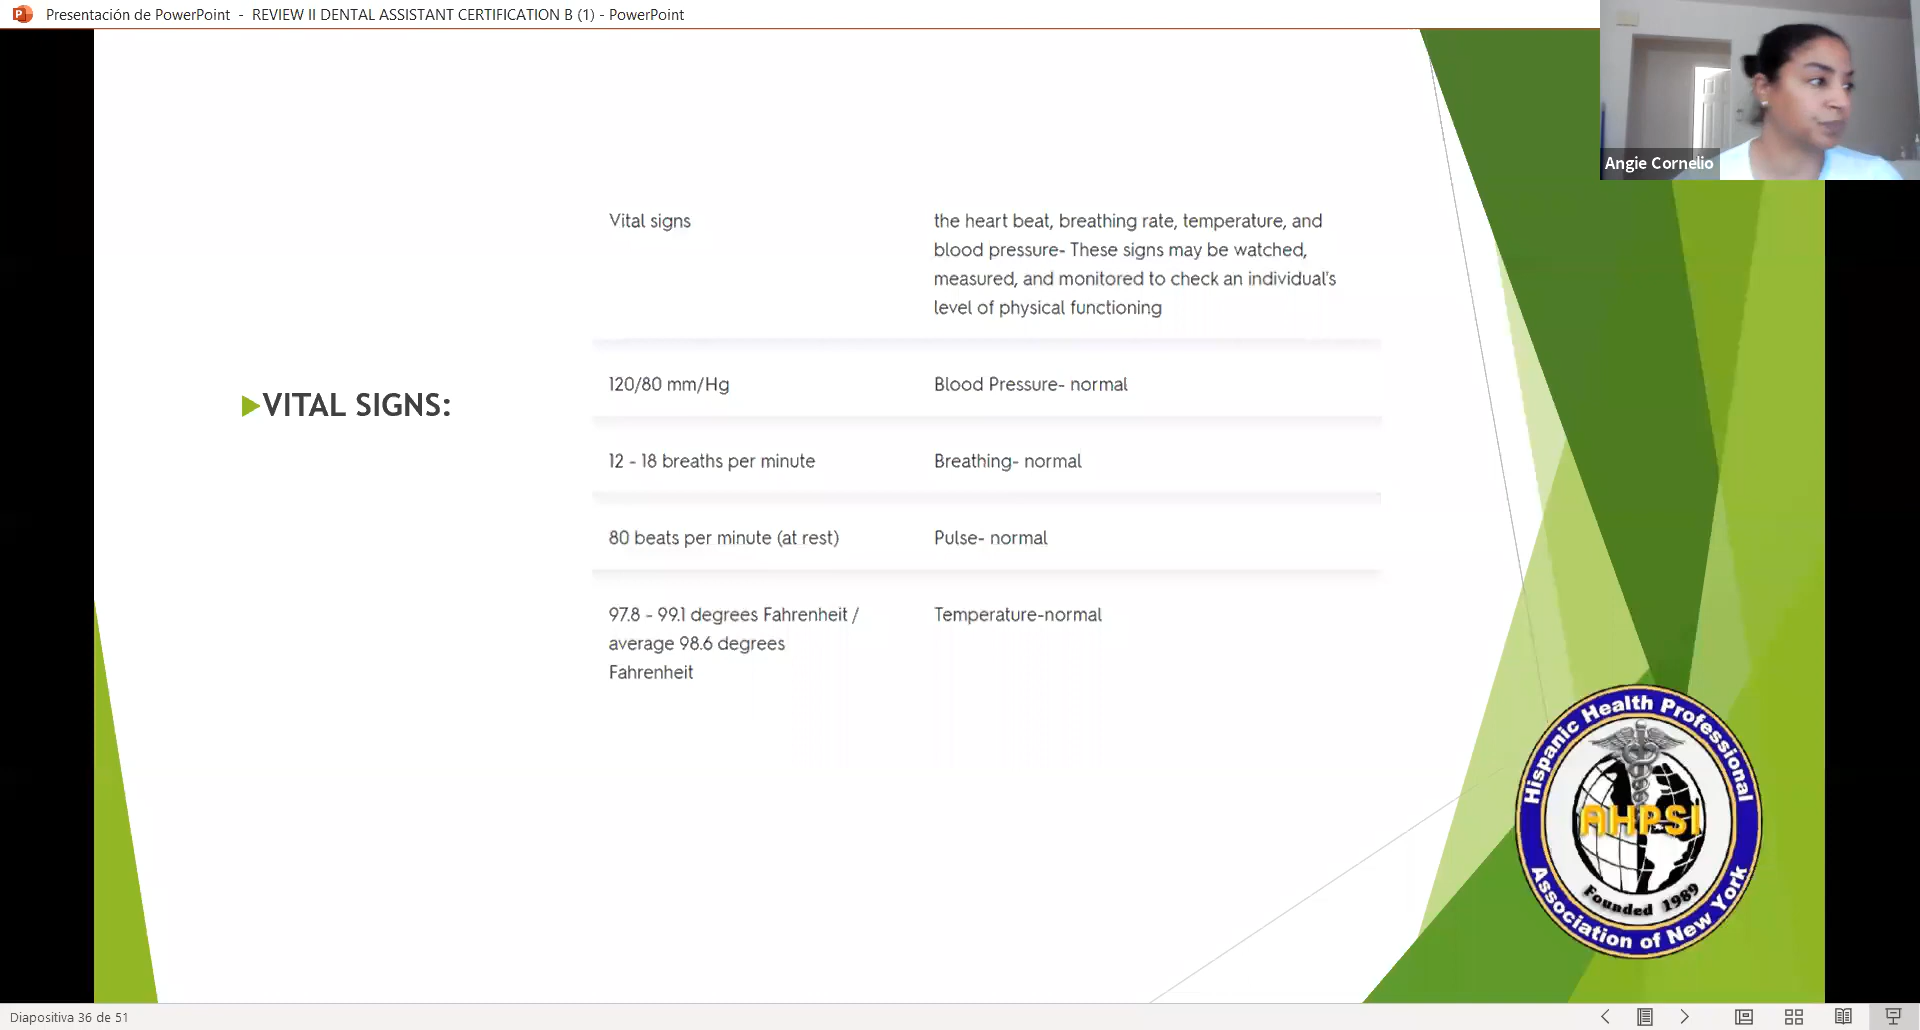 Presentación de PowerPoint - REVIEW II DENTAL ASSISTANT CERTIFICATION B (1) - PowerPoint
Angie Cornelio
VITAL SIGNS:
Vital signs
the heart beat, breathing rate, temperature, and
blood pressure- These signs may be watched,
measured, and monitored to check an individual's
level of physical functioning
120/80 mm/Hg
Blood Pressure- normal
12 - 18 breaths per minute
Breathing- normal
80 beats per minute (at rest)
Pulse- normal
97.8 - 99.1 degrees Fahrenheit /
average 98.6 degrees
Fahrenheit
Temperature-normal
Hispanic Health Professional
AHPSI
Founded 1989
Association of New York
Diapositiva 36 de 51